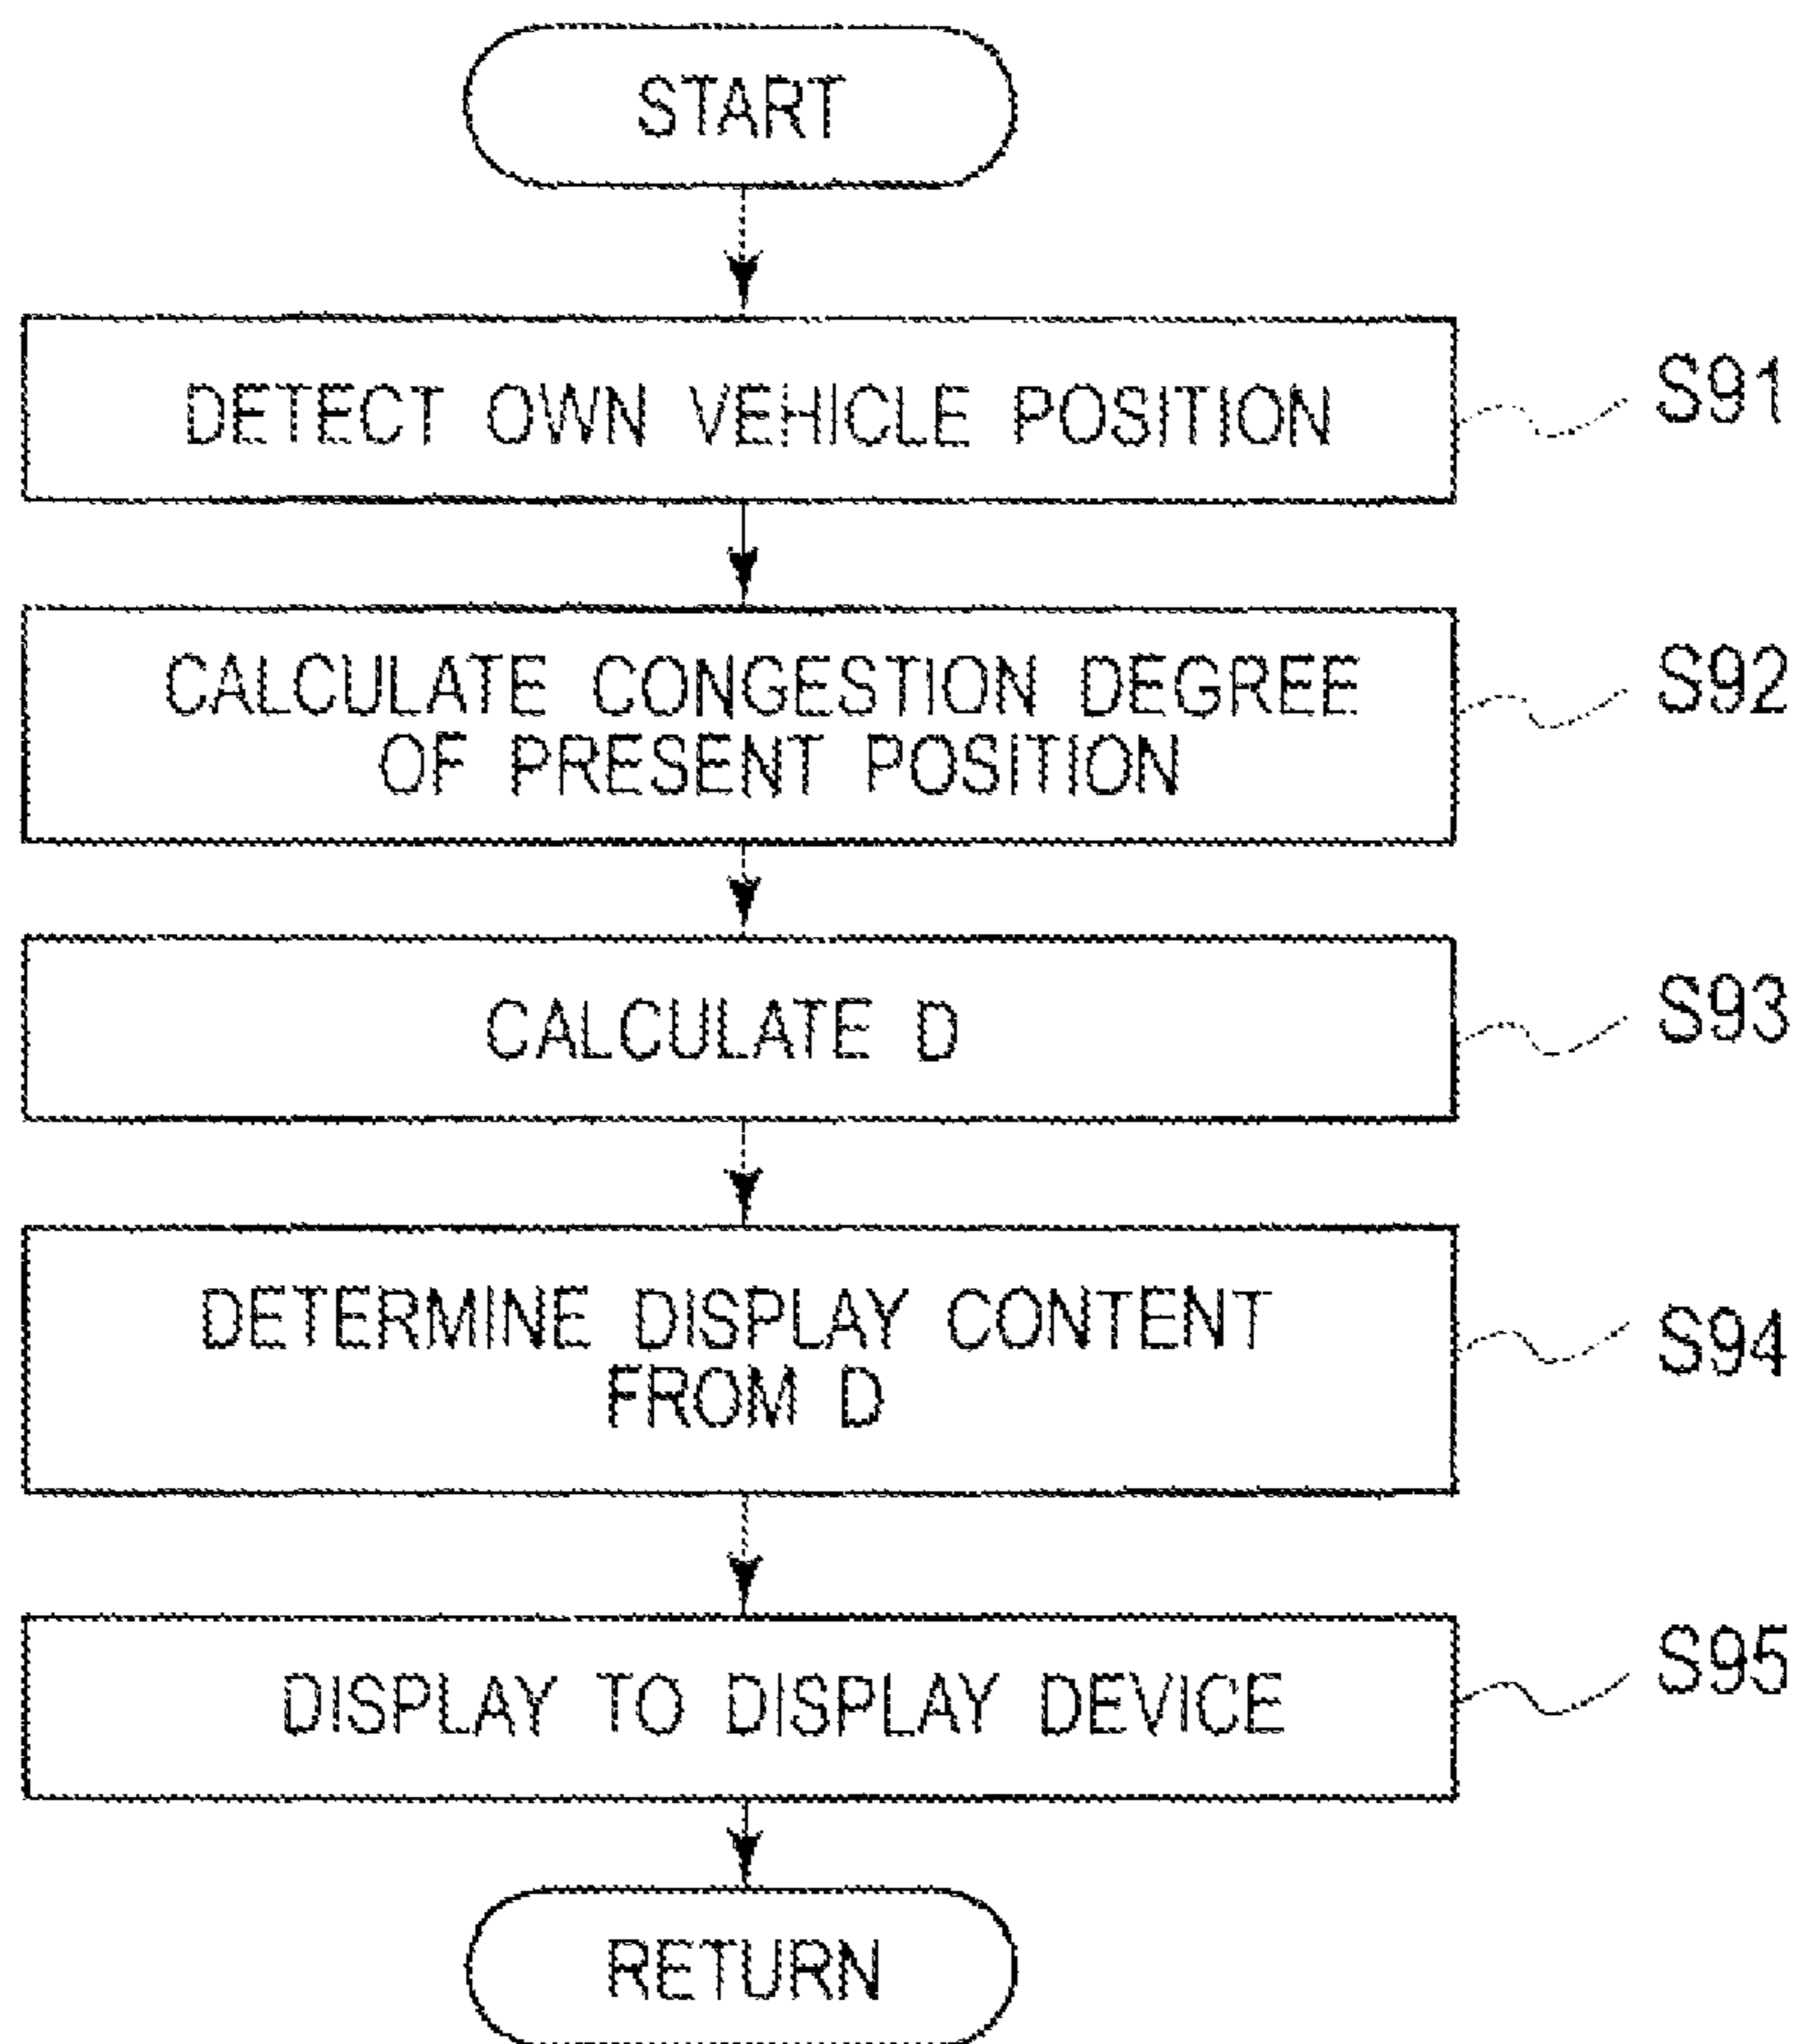 START
DETECT OWN VEHICLE POSITION
S91
CALCULATE CONGESTION DEGREE
OF PRESENT POSITION
S92
CALCULATE D
S93
DETERMINE DISPLAY CONTENT
FROM D
S94
DISPLAY TO DISPLAY DEVICE
S95
RETURN